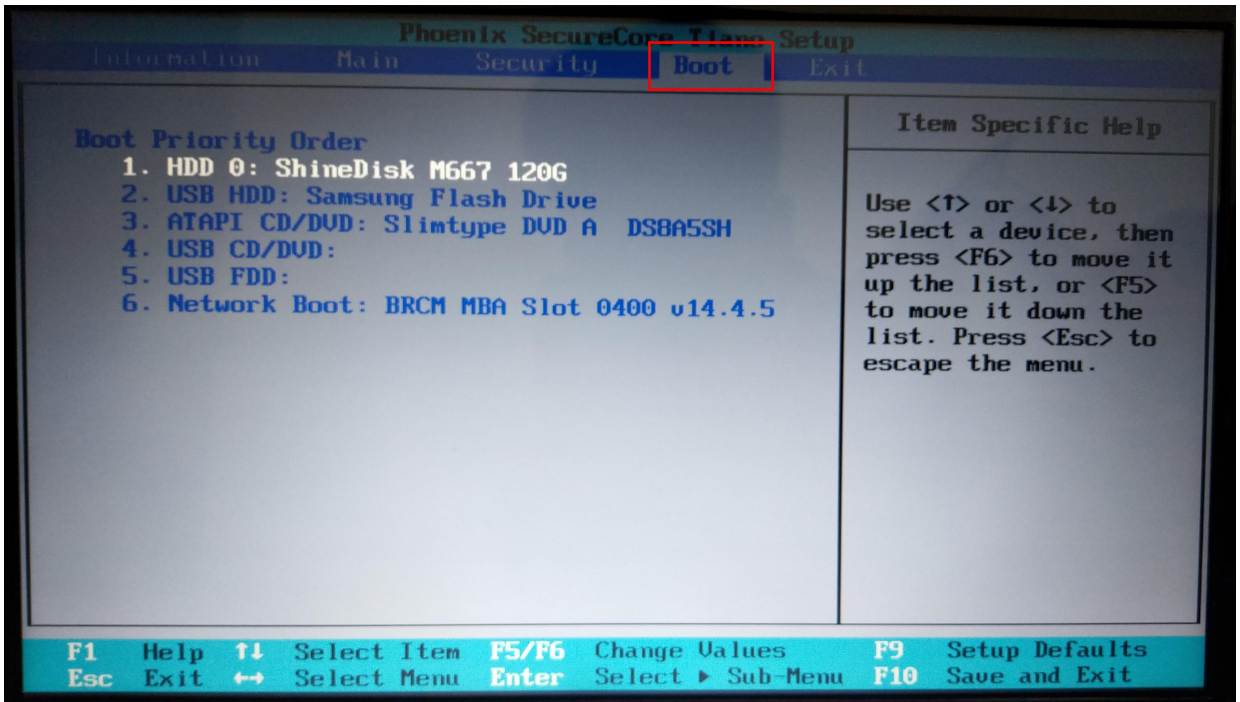 Phoenix SecureCore Tiano Setup
Information Main Security Boot Exit
Boot Priority Order
1. HDD 0: ShineDisk M667 120G
2. USB HDD: Samsung Flash Drive
3. ATAPI CD/DVD: Slimtype DVD A DS8A5SH
4. USB CD/DVD:
5. USB FDD:
6. Network Boot: BRCM MBA Slot 0400 v14.4.5
Item Specific Help
Use <↑> or <↓> to
select a device, then
press <F6> to move it
up the list, or <F5>
to move it down the
list. Press <Esc> to
escape the menu.
F1 Help ↑↓ Select Item F5/F6 Change Values F9 Setup Defaults
Esc Exit ↔ Select Menu Enter Select ▶ Sub-Menu F10 Save and Exit